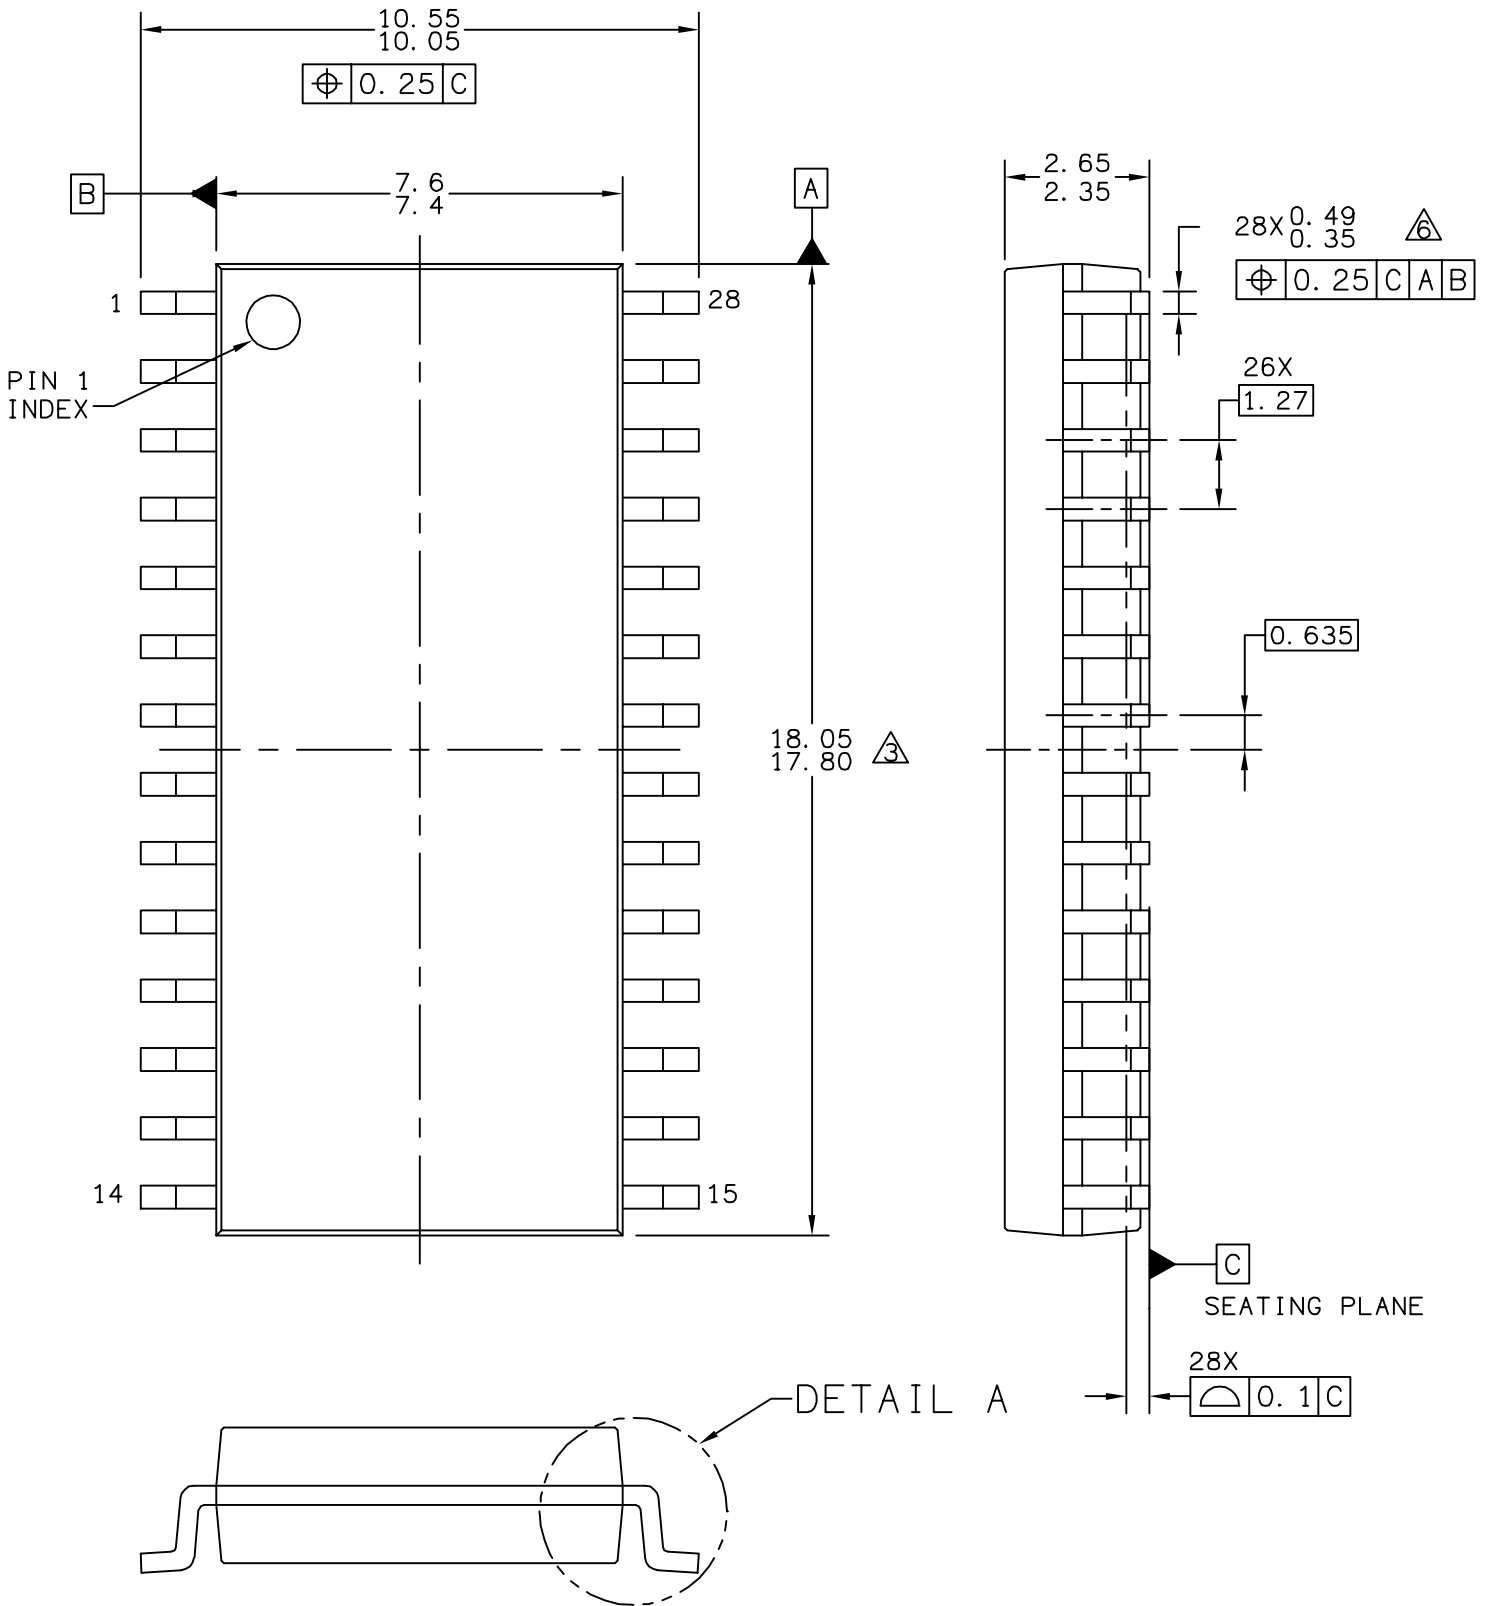 10.55
10.05
0.25 C
B
7.6
7.4
A
2.65
2.35
28X 0.49
0.35
6
0.25 C A B
1
28
PIN 1
INDEX
26X
1.27
0.635
18.05
17.80
3
14
15
C
SEATING PLANE
28X
0.1 C
DETAIL A